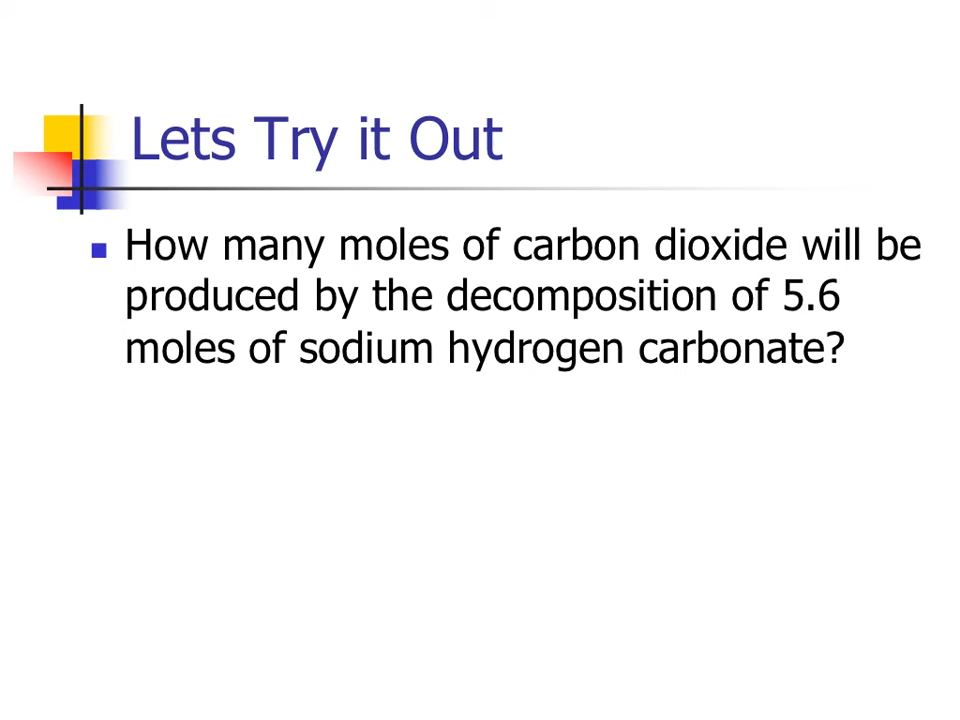 Lets Try it Out
How many moles of carbon dioxide will be
produced by the decomposition of 5.6
moles of sodium hydrogen carbonate?